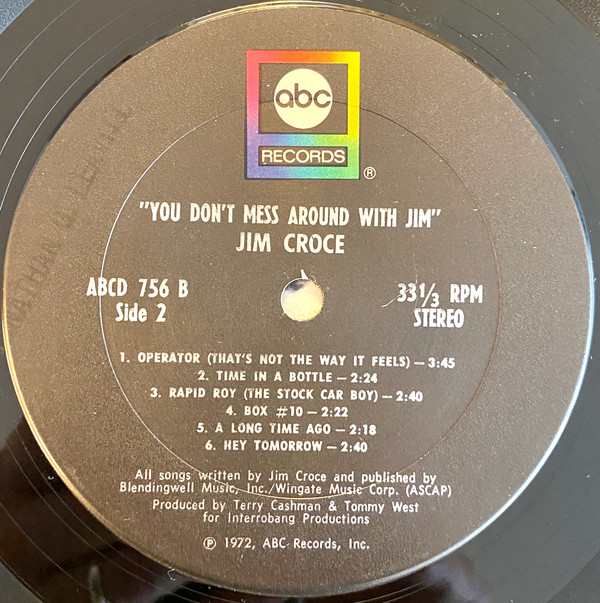 abc
RECORDS
®
"YOU DON'T MESS AROUND WITH JIM"
JIM CROCE
ABCD 756 B
Side 2
33 1/3 RPM
STEREO
1. OPERATOR (THAT'S NOT THE WAY IT FEELS) — 3:45
2. TIME IN A BOTTLE — 2:24
3. RAPID ROY (THE STOCK CAR BOY) — 2:40
4. BOX #10 — 2:22
5. A LONG TIME AGO — 2:18
6. HEY TOMORROW — 2:40
All songs written by Jim Croce and published by
Blendingwell Music, Inc./Wingate Music Corp. (ASCAP)
Produced by Terry Cashman & Tommy West
for Interrobang Productions
℗ 1972, ABC Records, Inc.